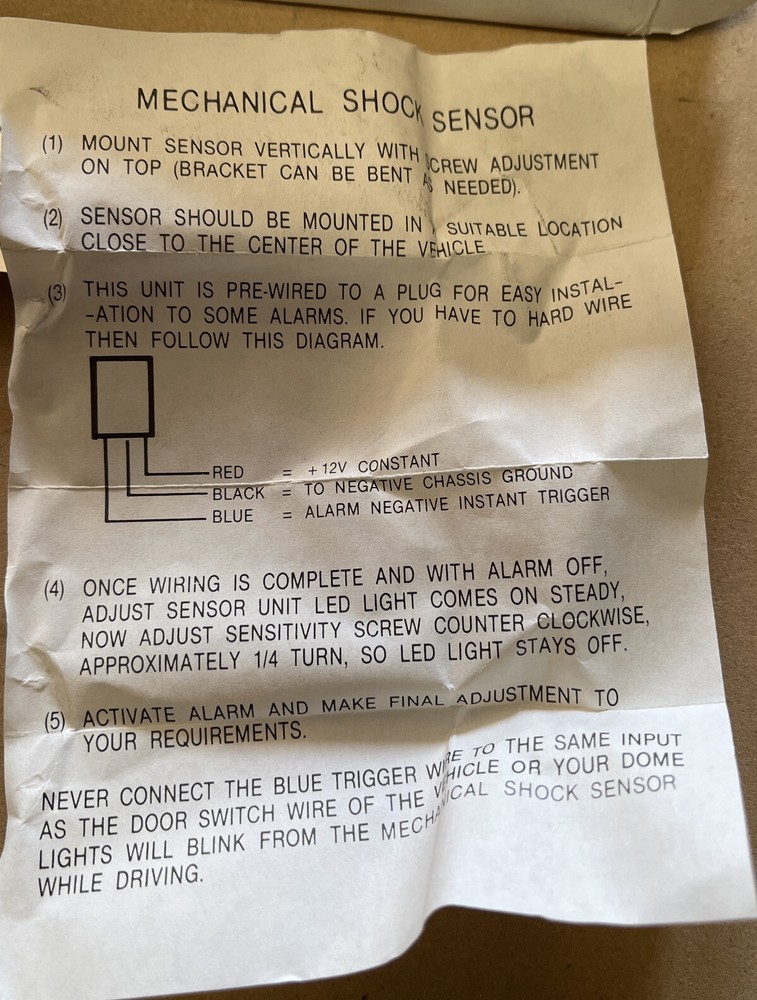 MECHANICAL SHOCK SENSOR
(1) MOUNT SENSOR VERTICALLY WITH SCREW ADJUSTMENT
ON TOP (BRACKET CAN BE BENT AS NEEDED).
(2) SENSOR SHOULD BE MOUNTED IN SUITABLE LOCATION
CLOSE TO THE CENTER OF THE VEHICLE
(3) THIS UNIT IS PRE-WIRED TO A PLUG FOR EASY INSTAL-
-ATION TO SOME ALARMS. IF YOU HAVE TO HARD WIRE
THEN FOLLOW THIS DIAGRAM.
RED = +12V CONSTANT
BLACK = TO NEGATIVE CHASSIS GROUND
BLUE = ALARM NEGATIVE INSTANT TRIGGER
(4) ONCE WIRING IS COMPLETE AND WITH ALARM OFF,
ADJUST SENSOR UNIT LED LIGHT COMES ON STEADY,
NOW ADJUST SENSITIVITY SCREW COUNTER CLOCKWISE,
APPROXIMATELY 1/4 TURN, SO LED LIGHT STAYS OFF.
(5) ACTIVATE ALARM AND MAKE FINAL ADJUSTMENT TO
YOUR REQUIREMENTS.
NEVER CONNECT THE BLUE TRIGGER WIRE TO THE SAME INPUT
AS THE DOOR SWITCH WIRE OF THE VEHICLE OR YOUR DOME
LIGHTS WILL BLINK FROM THE MECHANICAL SHOCK SENSOR
WHILE DRIVING.